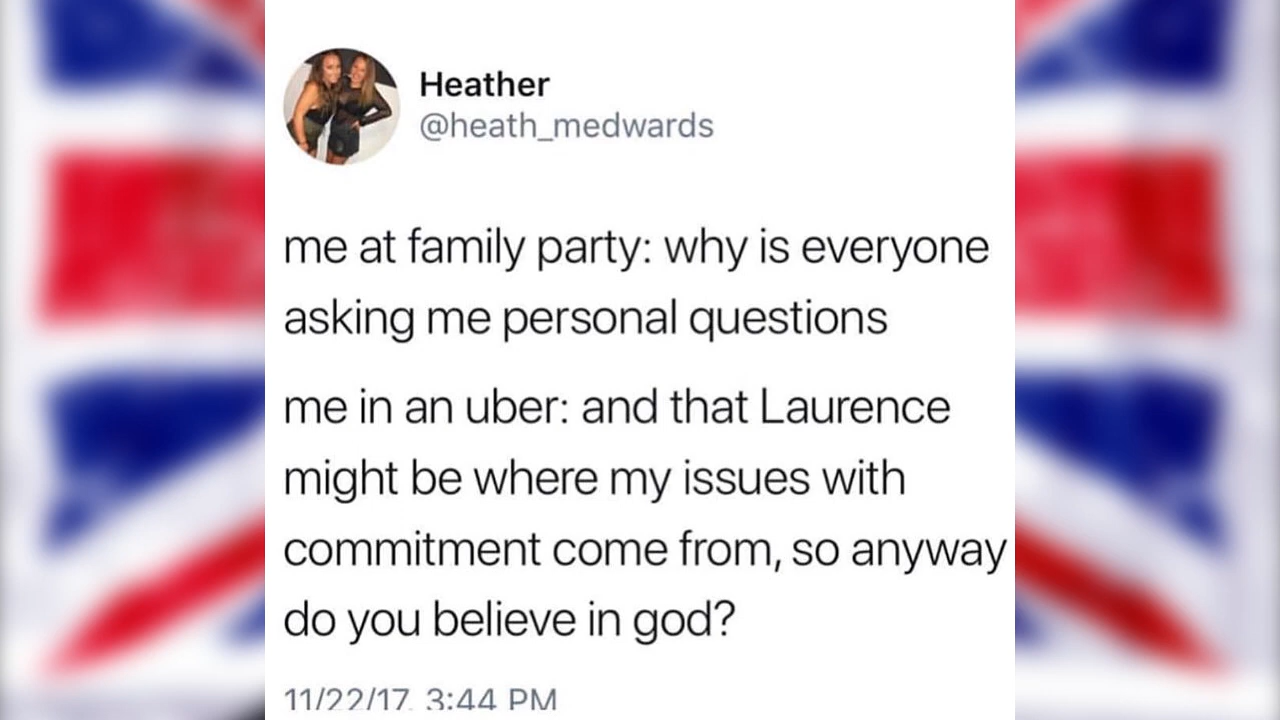 Heather
@heath_medwards
me at family party: why is everyone
asking me personal questions
me in an uber: and that Laurence
might be where my issues with
commitment come from, so anyway
do you believe in god?
11/22/17, 3:44 PM